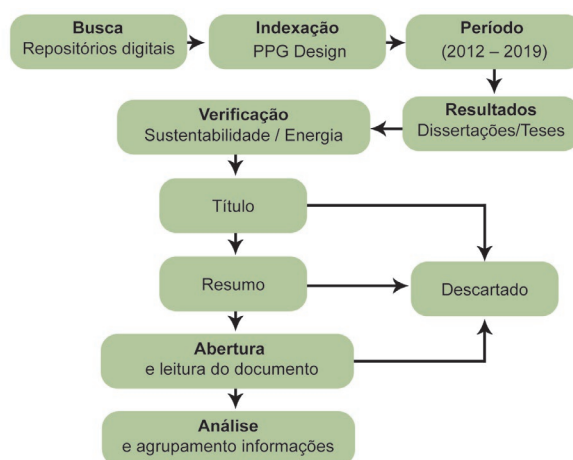 Busca
Repositórios digitais
Indexação
PPG Design
Período
(2012 – 2019)
Resultados
Dissertações/Teses
Verificação
Sustentabilidade / Energia
Título
Resumo
Descartado
Abertura
e leitura do documento
Análise
e agrupamento informações